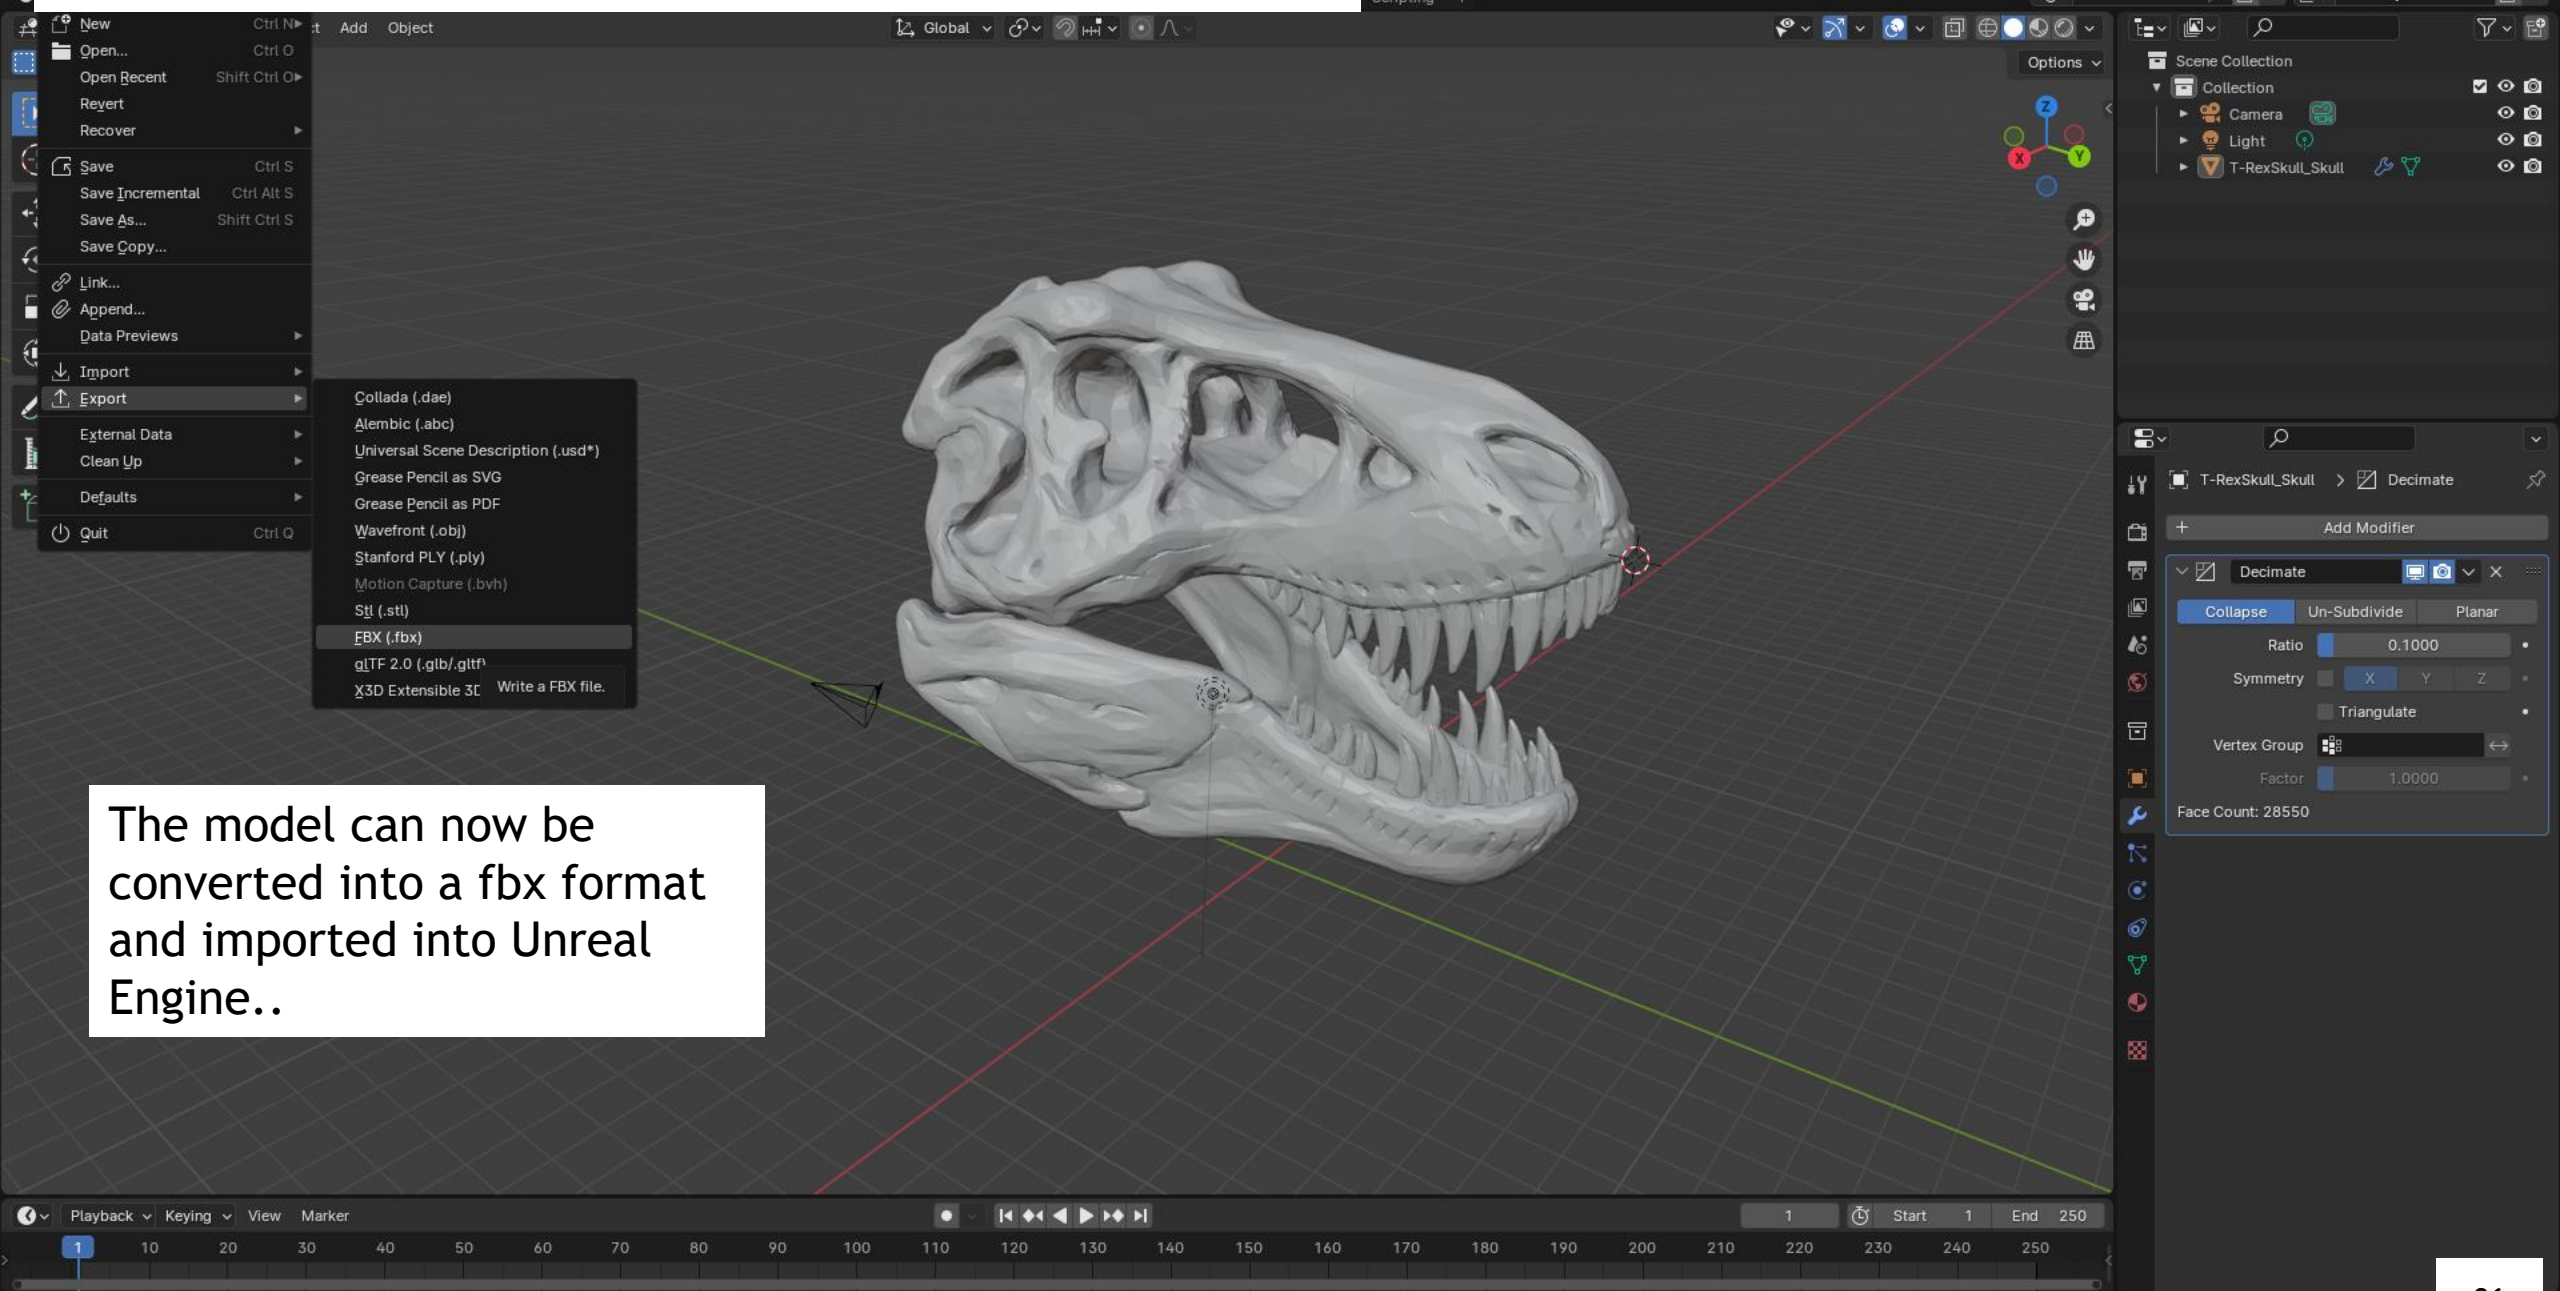 New Ctrl N
Add Object
Global
Open... Ctrl O
Open Recent Shift Ctrl O
Revert
Recover
Save Ctrl S
Save Incremental Ctrl Alt S
Save As... Shift Ctrl S
Save Copy...
Link...
Append...
Data Previews
Import
Export
External Data
Clean Up
Defaults
Quit Ctrl Q
Collada (.dae)
Alembic (.abc)
Universal Scene Description (.usd*)
Grease Pencil as SVG
Grease Pencil as PDF
Wavefront (.obj)
Stanford PLY (.ply)
Motion Capture (.bvh)
Stl (.stl)
FBX (.fbx)
glTF 2.0 (.glb/.gltf)
X3D Extensible 3D
Write a FBX file.
Options
Z
X
Y
Scene Collection
Collection
Camera
Light
T-RexSkull_Skull
T-RexSkull_Skull > Decimate
+ Add Modifier
Decimate
Collapse Un-Subdivide Planar
Ratio 0.1000
Symmetry X Y Z
Triangulate
Vertex Group
Factor 1.0000
Face Count: 28550
The model can now be
converted into a fbx format
and imported into Unreal
Engine..
Playback Keying View Marker
1 Start 1 End 250
1 10 20 30 40 50 60 70 80 90 100 110 120 130 140 150 160 170 180 190 200 210 220 230 240 250